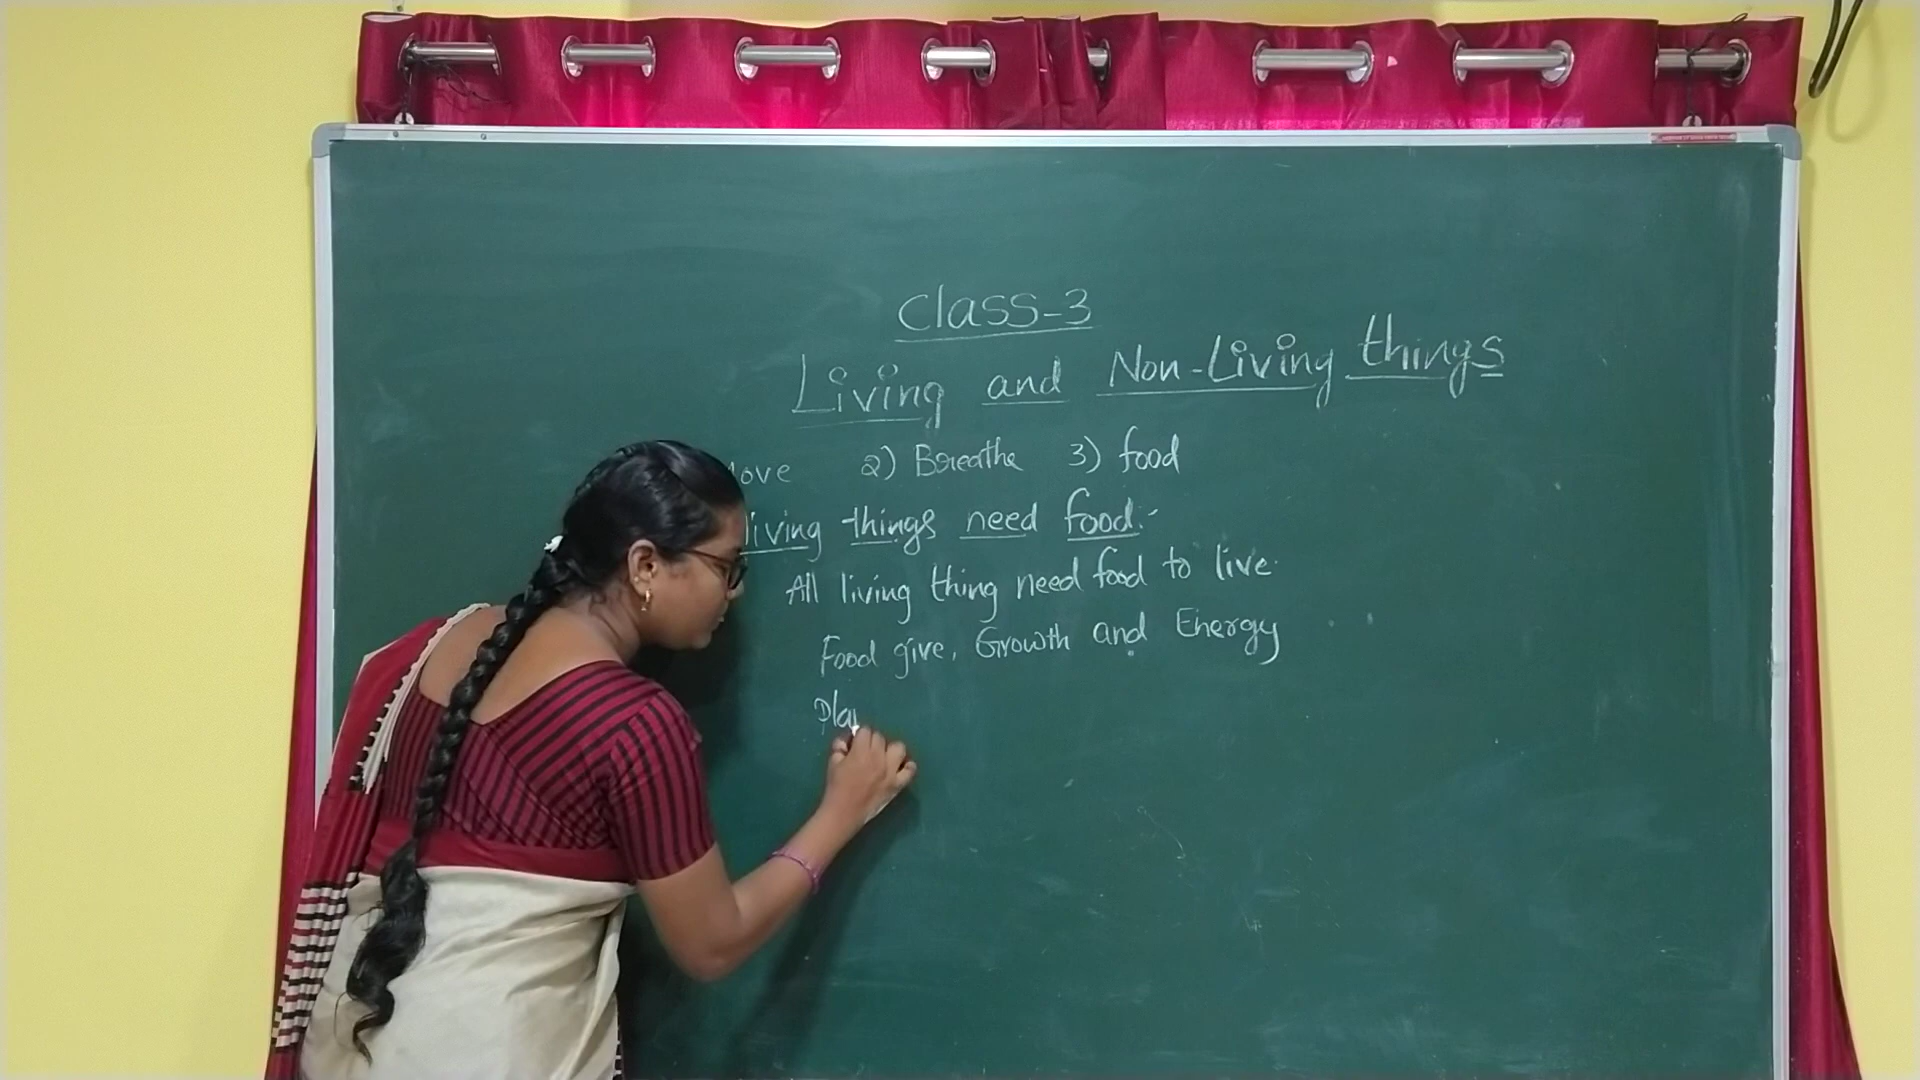 Class-3
Living and Non-Living things
ove 2) Breathe 3) food
living things need food:-
All living thing need food to live.
Food give, Growth and Energy
Pla